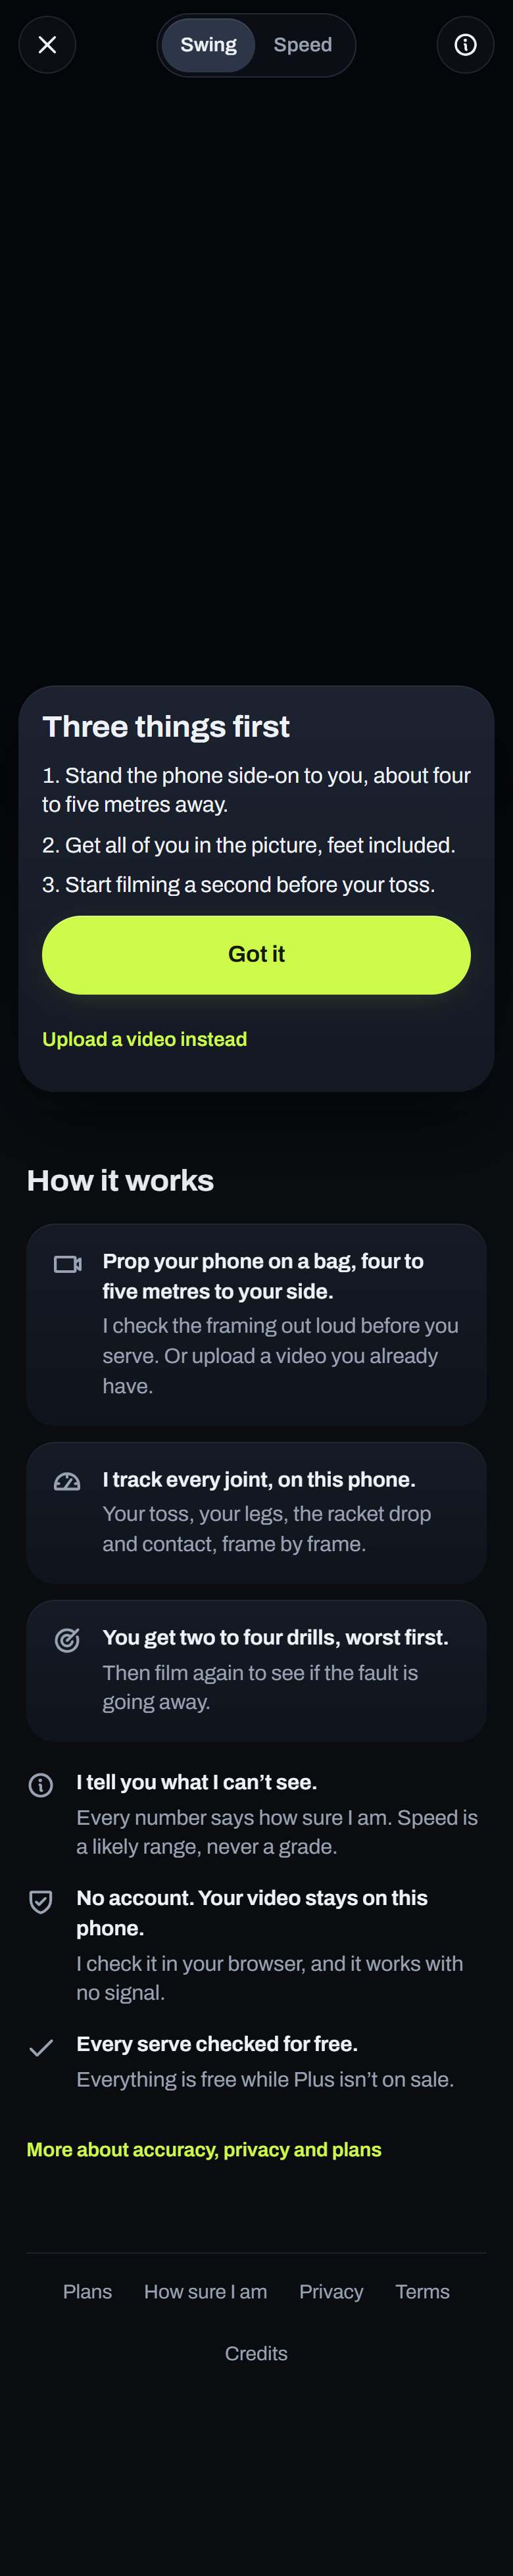 Swing
Speed
Three things first
1. Stand the phone side-on to you, about four
to five metres away.
2. Get all of you in the picture, feet included.
3. Start filming a second before your toss.
Got it
Upload a video instead
How it works
Prop your phone on a bag, four to
five metres to your side.
I check the framing out loud before you
serve. Or upload a video you already
have.
I track every joint, on this phone.
Your toss, your legs, the racket drop
and contact, frame by frame.
You get two to four drills, worst first.
Then film again to see if the fault is
going away.
I tell you what I can’t see.
Every number says how sure I am. Speed is
a likely range, never a grade.
No account. Your video stays on this
phone.
I check it in your browser, and it works with
no signal.
Every serve checked for free.
Everything is free while Plus isn’t on sale.
More about accuracy, privacy and plans
Plans
How sure I am
Privacy
Terms
Credits